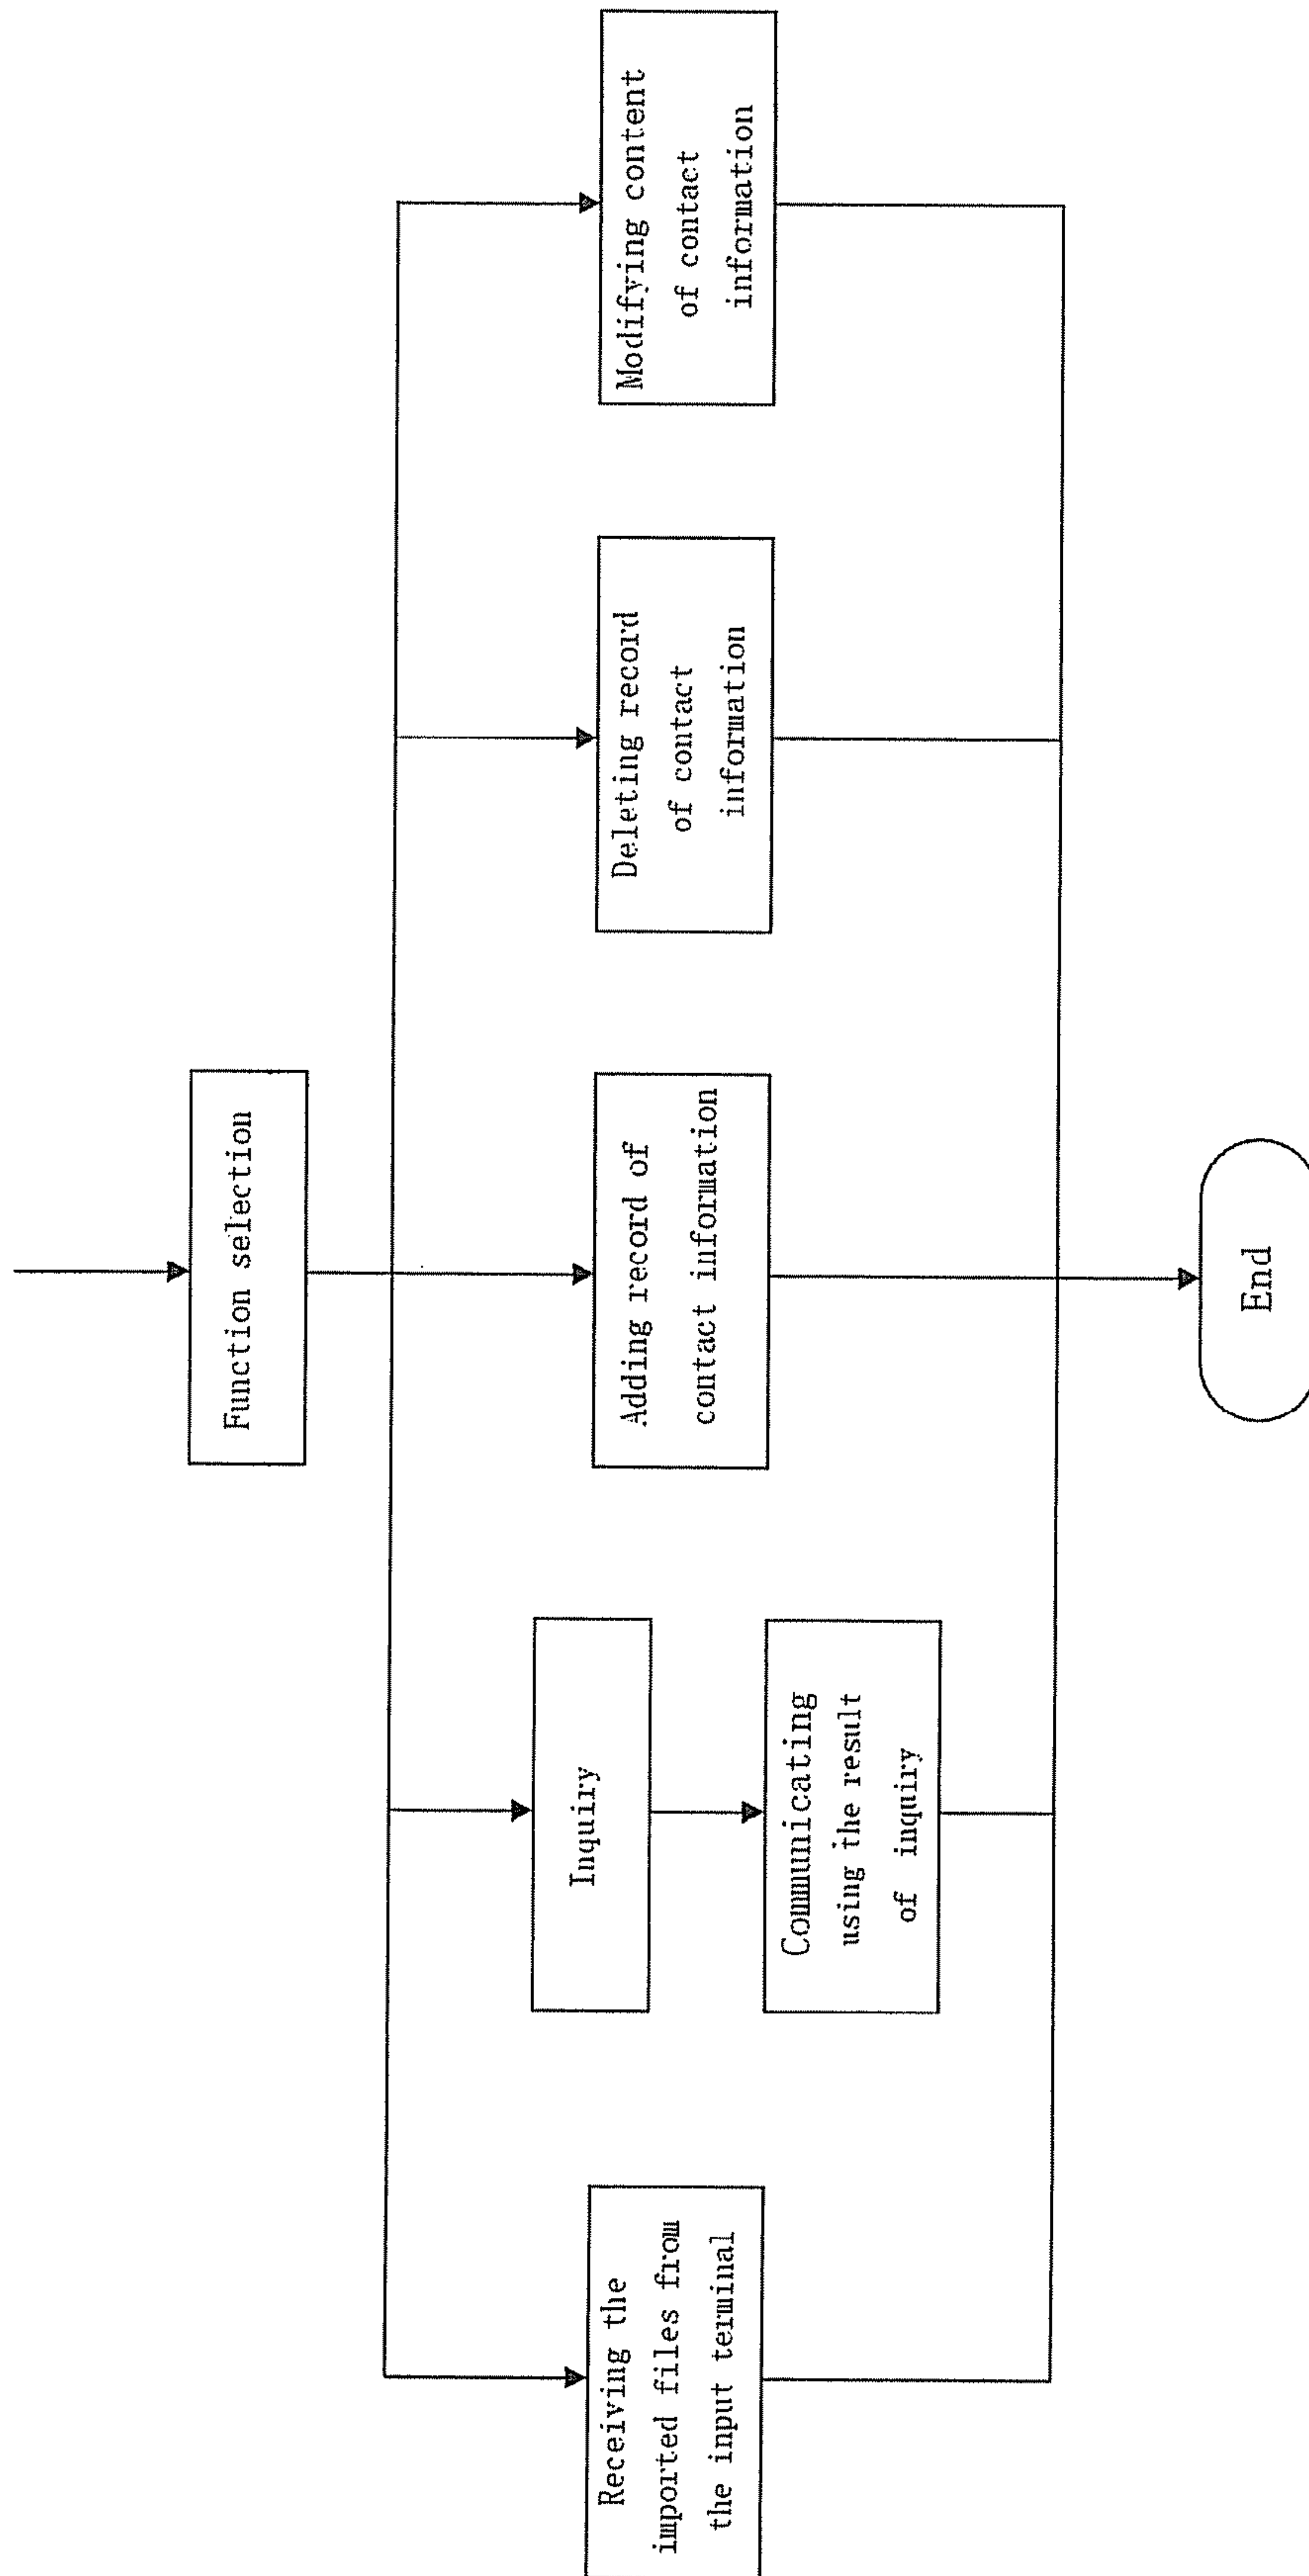 Function selection
Receiving the
imported files from
the input terminal
Inquiry
Communicating
using the result
of inquiry
Adding record of
contact information
Deleting record
of contact
information
Modifying content
of contact
information
End